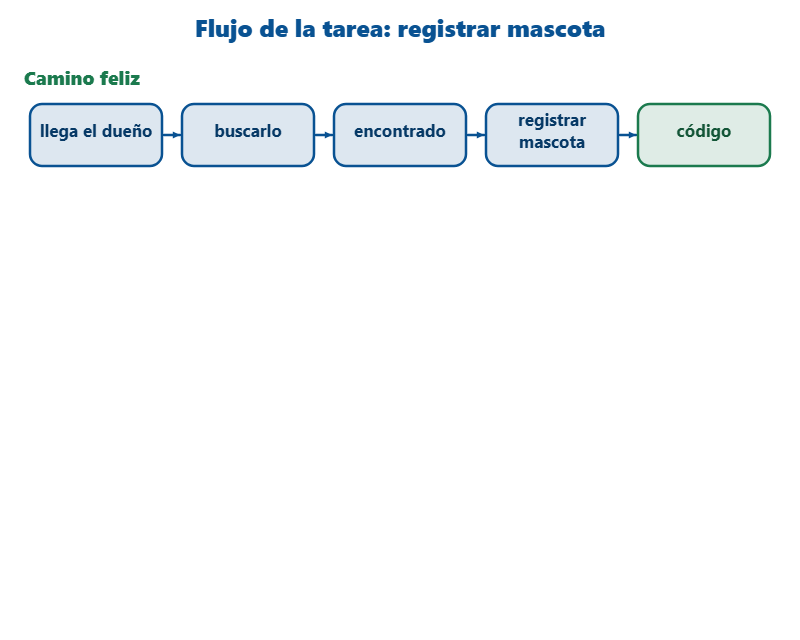 Flujo de la tarea: registrar mascota
Camino feliz
llega el dueño
buscarlo
encontrado
registrar
mascota
código